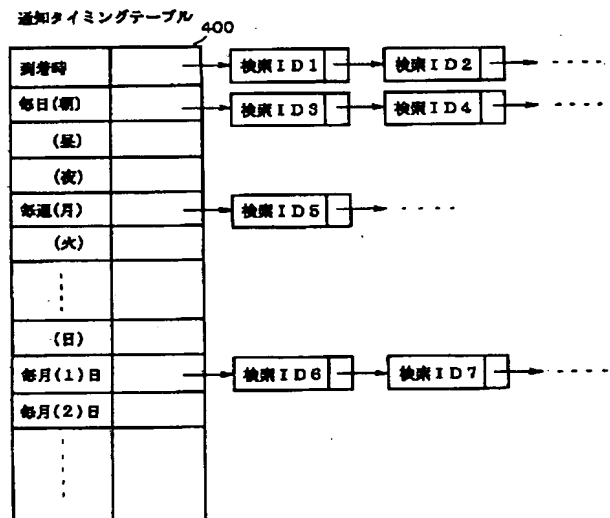 通知タイミングテーブル
400
到着時 検索ID1 検索ID2
毎日(朝) 検索ID3 検索ID4
(昼)
(夜)
毎週(月) 検索ID5
(火)
(日)
毎月(1)日 検索ID6 検索ID7
毎月(2)日